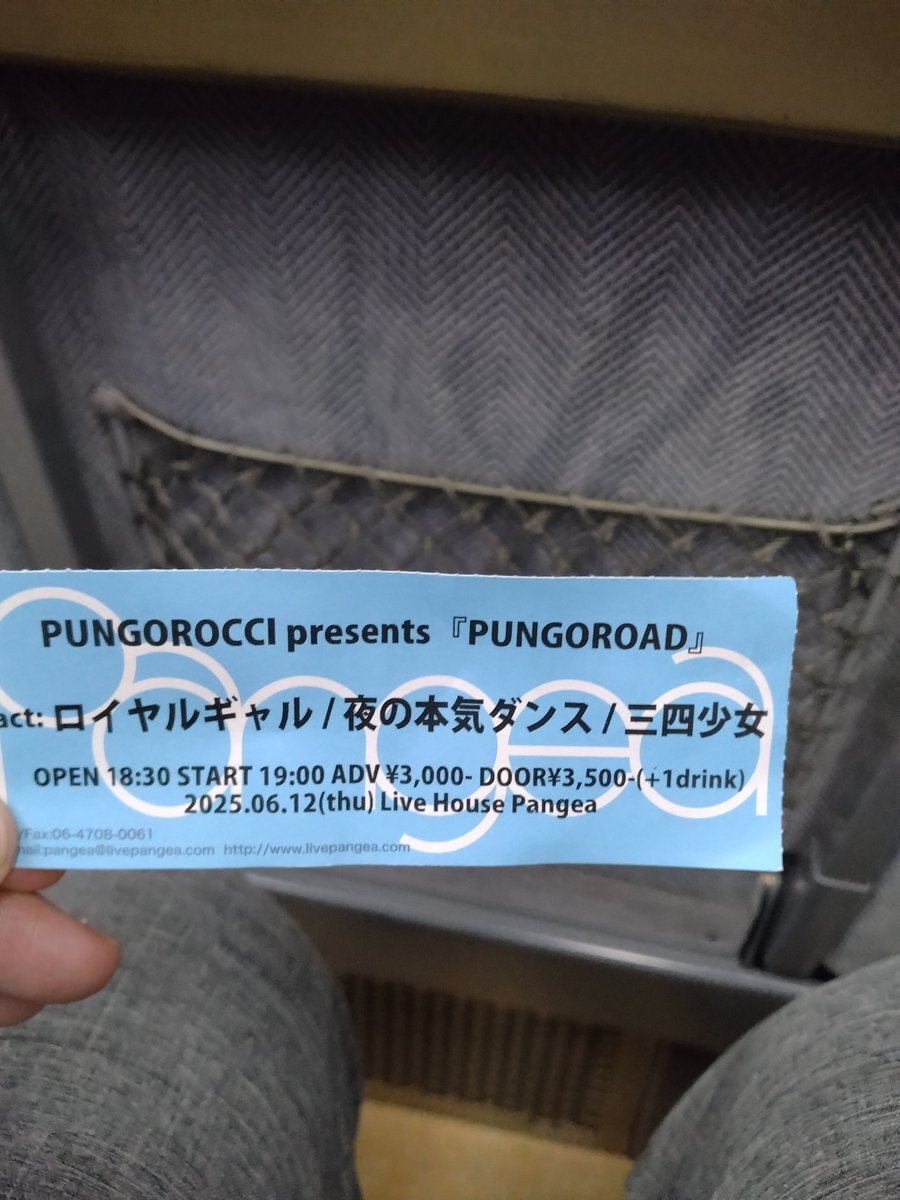 PUNGOROCCI presents『PUNGOROAD』
act: ロイヤルギャル / 夜の本気ダンス / 三四少女
OPEN 18:30 START 19:00 ADV ¥3,000- DOOR¥3,500-(+1drink)
2025.06.12(thu) Live House Pangea
/Fax:06-4708-0061
nail:pangea@livepangea.com http://www.livepangea.com
Pangea